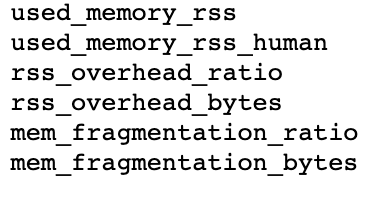 used_memory_rss
used_memory_rss_human
rss_overhead_ratio
rss_overhead_bytes
mem_fragmentation_ratio
mem_fragmentation_bytes